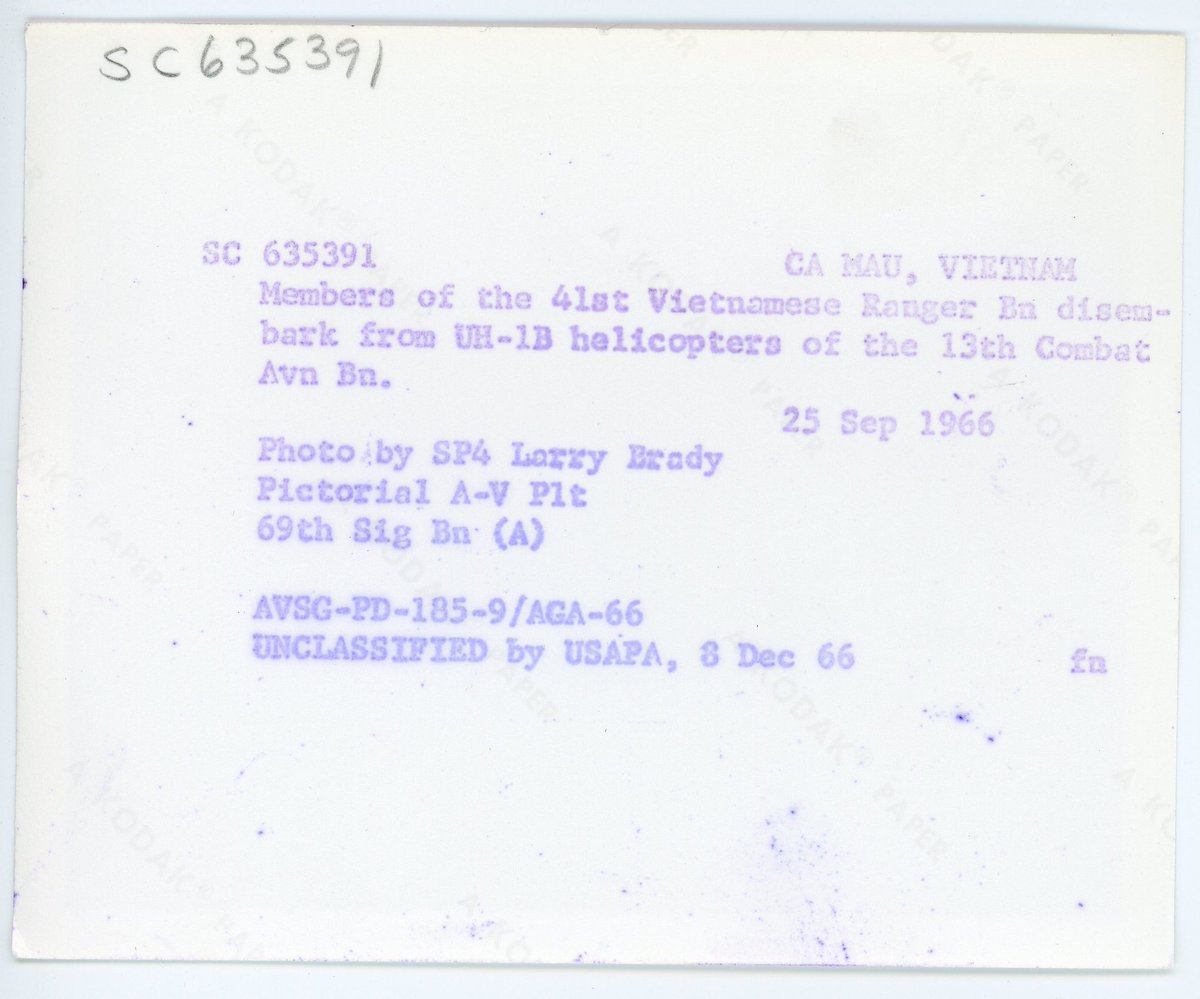 SC635391
SC 635391 CA MAU, VIETNAM
Members of the 41st Vietnamese Ranger Bn disem-
bark from UH-1B helicopters of the 13th Combat
Avn Bn.
25 Sep 1966
Photo by SP4 Larry Brady
Pictorial A-V Plt
69th Sig Bn (A)
AVSG-PD-185-9/AGA-66
UNCLASSIFIED by USAPA, 8 Dec 66 fn
A KODAK® PAPER